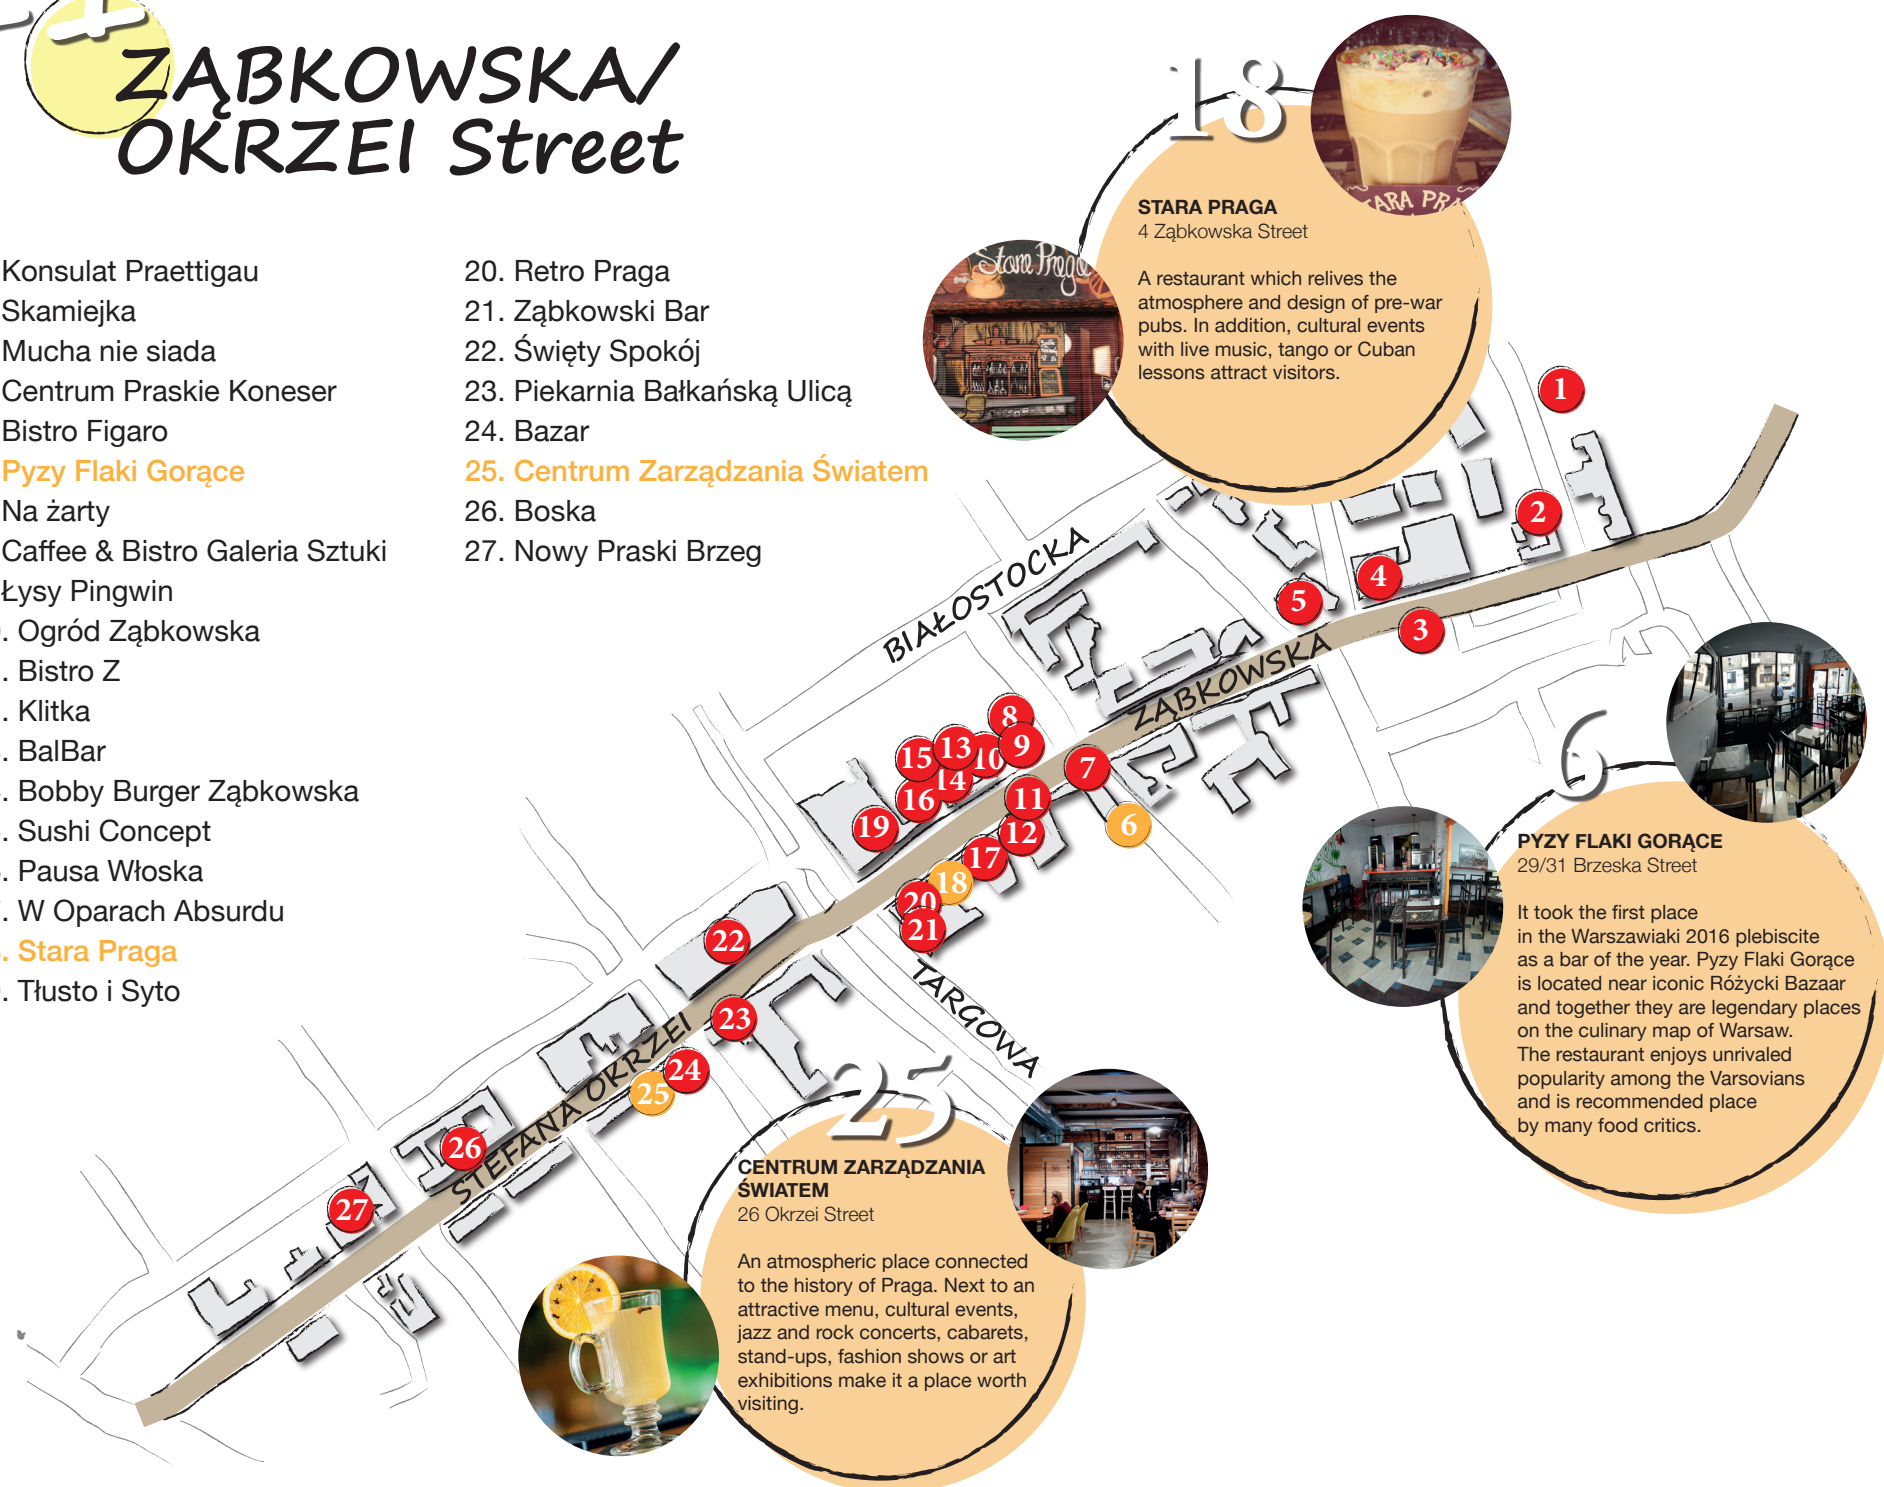 ZĄBKOWSKA/
OKRZEI Street
Konsulat Praettigau
Skamiejka
Mucha nie siada
Centrum Praskie Koneser
Bistro Figaro
Pyzy Flaki Gorące
Na żarty
Caffee & Bistro Galeria Sztuki
Łysy Pingwin
. Ogród Ząbkowska
. Bistro Z
. Klitka
. BalBar
. Bobby Burger Ząbkowska
. Sushi Concept
. Pausa Włoska
. W Oparach Absurdu
. Stara Praga
. Tłusto i Syto
20. Retro Praga
21. Ząbkowski Bar
22. Święty Spokój
23. Piekarnia Bałkańską Ulicą
24. Bazar
25. Centrum Zarządzania Światem
26. Boska
27. Nowy Praski Brzeg
18
STARA PRAGA
4 Ząbkowska Street
A restaurant which relives the
atmosphere and design of pre-war
pubs. In addition, cultural events
with live music, tango or Cuban
lessons attract visitors.
Stara Praga
TARA PRA
1
2
4
5
3
BIAŁOSTOCKA
ZĄBKOWSKA
8
9
15
13
10
14
16
19
7
11
12
6
17
18
20
21
22
23
24
25
26
27
TARGOWA
STEFANA OKRZEI
6
PYZY FLAKI GORĄCE
29/31 Brzeska Street
It took the first place
in the Warszawiaki 2016 plebiscite
as a bar of the year. Pyzy Flaki Gorące
is located near iconic Różycki Bazaar
and together they are legendary places
on the culinary map of Warsaw.
The restaurant enjoys unrivaled
popularity among the Varsovians
and is recommended place
by many food critics.
25
CENTRUM ZARZĄDZANIA
ŚWIATEM
26 Okrzei Street
An atmospheric place connected
to the history of Praga. Next to an
attractive menu, cultural events,
jazz and rock concerts, cabarets,
stand-ups, fashion shows or art
exhibitions make it a place worth
visiting.